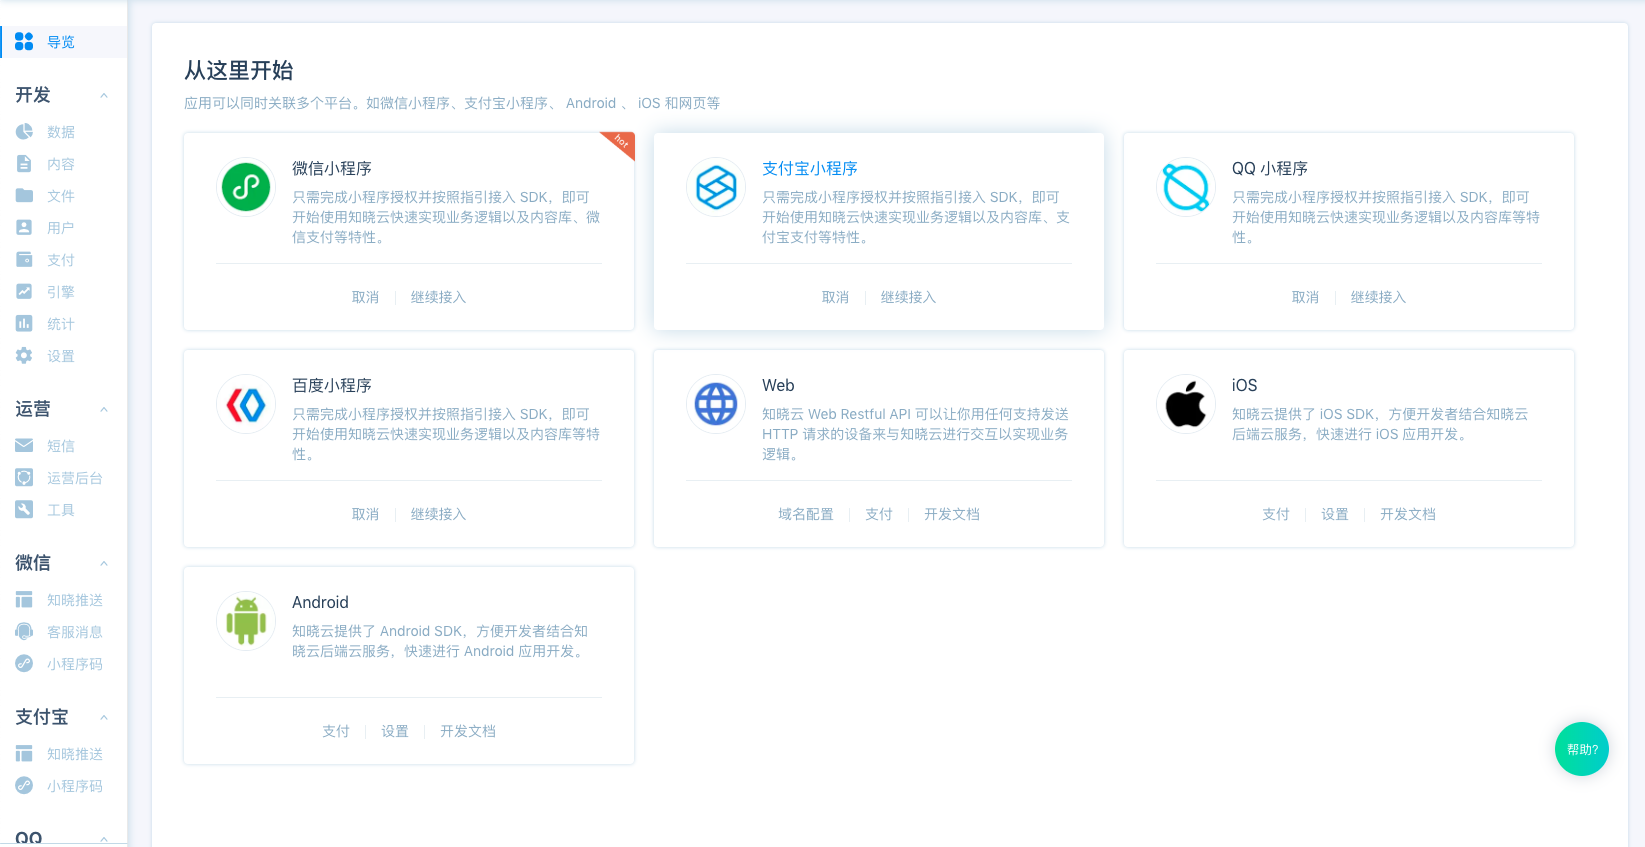 导览
开发
数据
内容
文件
用户
支付
引擎
统计
设置
运营
短信
运营后台
工具
微信
知晓推送
客服消息
小程序码
支付宝
知晓推送
小程序码
QQ
从这里开始
应用可以同时关联多个平台。如微信小程序、支付宝小程序、 Android 、 iOS 和网页等
hot
微信小程序
只需完成小程序授权并按照指引接入 SDK，即可
开始使用知晓云快速实现业务逻辑以及内容库、微
信支付等特性。
取消 继续接入
支付宝小程序
只需完成小程序授权并按照指引接入 SDK，即可
开始使用知晓云快速实现业务逻辑以及内容库、支
付宝支付等特性。
取消 继续接入
QQ 小程序
只需完成小程序授权并按照指引接入 SDK，即可
开始使用知晓云快速实现业务逻辑以及内容库等特
性。
取消 继续接入
百度小程序
只需完成小程序授权并按照指引接入 SDK，即可
开始使用知晓云快速实现业务逻辑以及内容库等特
性。
取消 继续接入
Web
知晓云 Web Restful API 可以让你用任何支持发送
HTTP 请求的设备来与知晓云进行交互以实现业务
逻辑。
域名配置 支付 开发文档
iOS
知晓云提供了 iOS SDK，方便开发者结合知晓云
后端云服务，快速进行 iOS 应用开发。
支付 设置 开发文档
Android
知晓云提供了 Android SDK，方便开发者结合知
晓云后端云服务，快速进行 Android 应用开发。
支付 设置 开发文档
帮助?